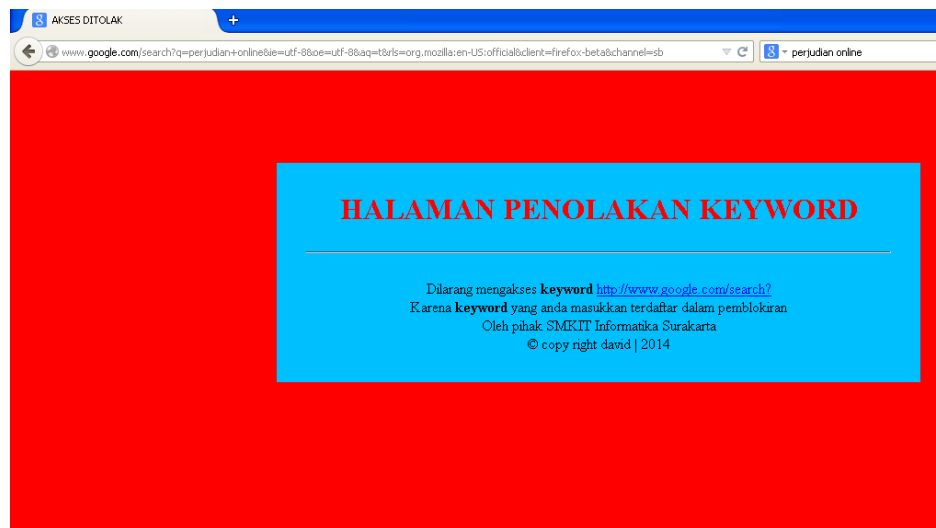 AKSES DITOLAK
www.google.com/search?q=perjudian+online&ie=utf-8&oe=utf-8&aq=t&rls=org.mozilla:en-US:official&client=firefox-beta&channel=sb
perjudian online
HALAMAN PENOLAKAN KEYWORD
Dilarang mengakses keyword http://www.google.com/search?
Karena keyword yang anda masukkan terdaftar dalam pemblokiran
Oleh pihak SMKIT Informatika Surakarta
© copy right david | 2014